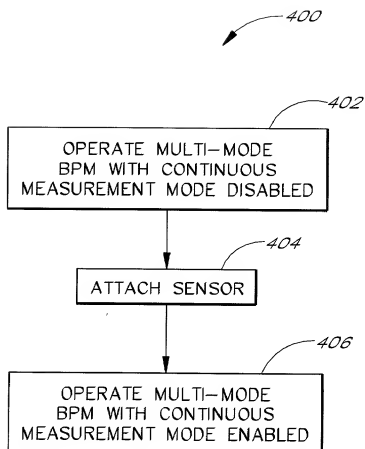 400
402
OPERATE MULTI-MODE
BPM WITH CONTINUOUS
MEASUREMENT MODE DISABLED
404
ATTACH SENSOR
406
OPERATE MULTI-MODE
BPM WITH CONTINUOUS
MEASUREMENT MODE ENABLED